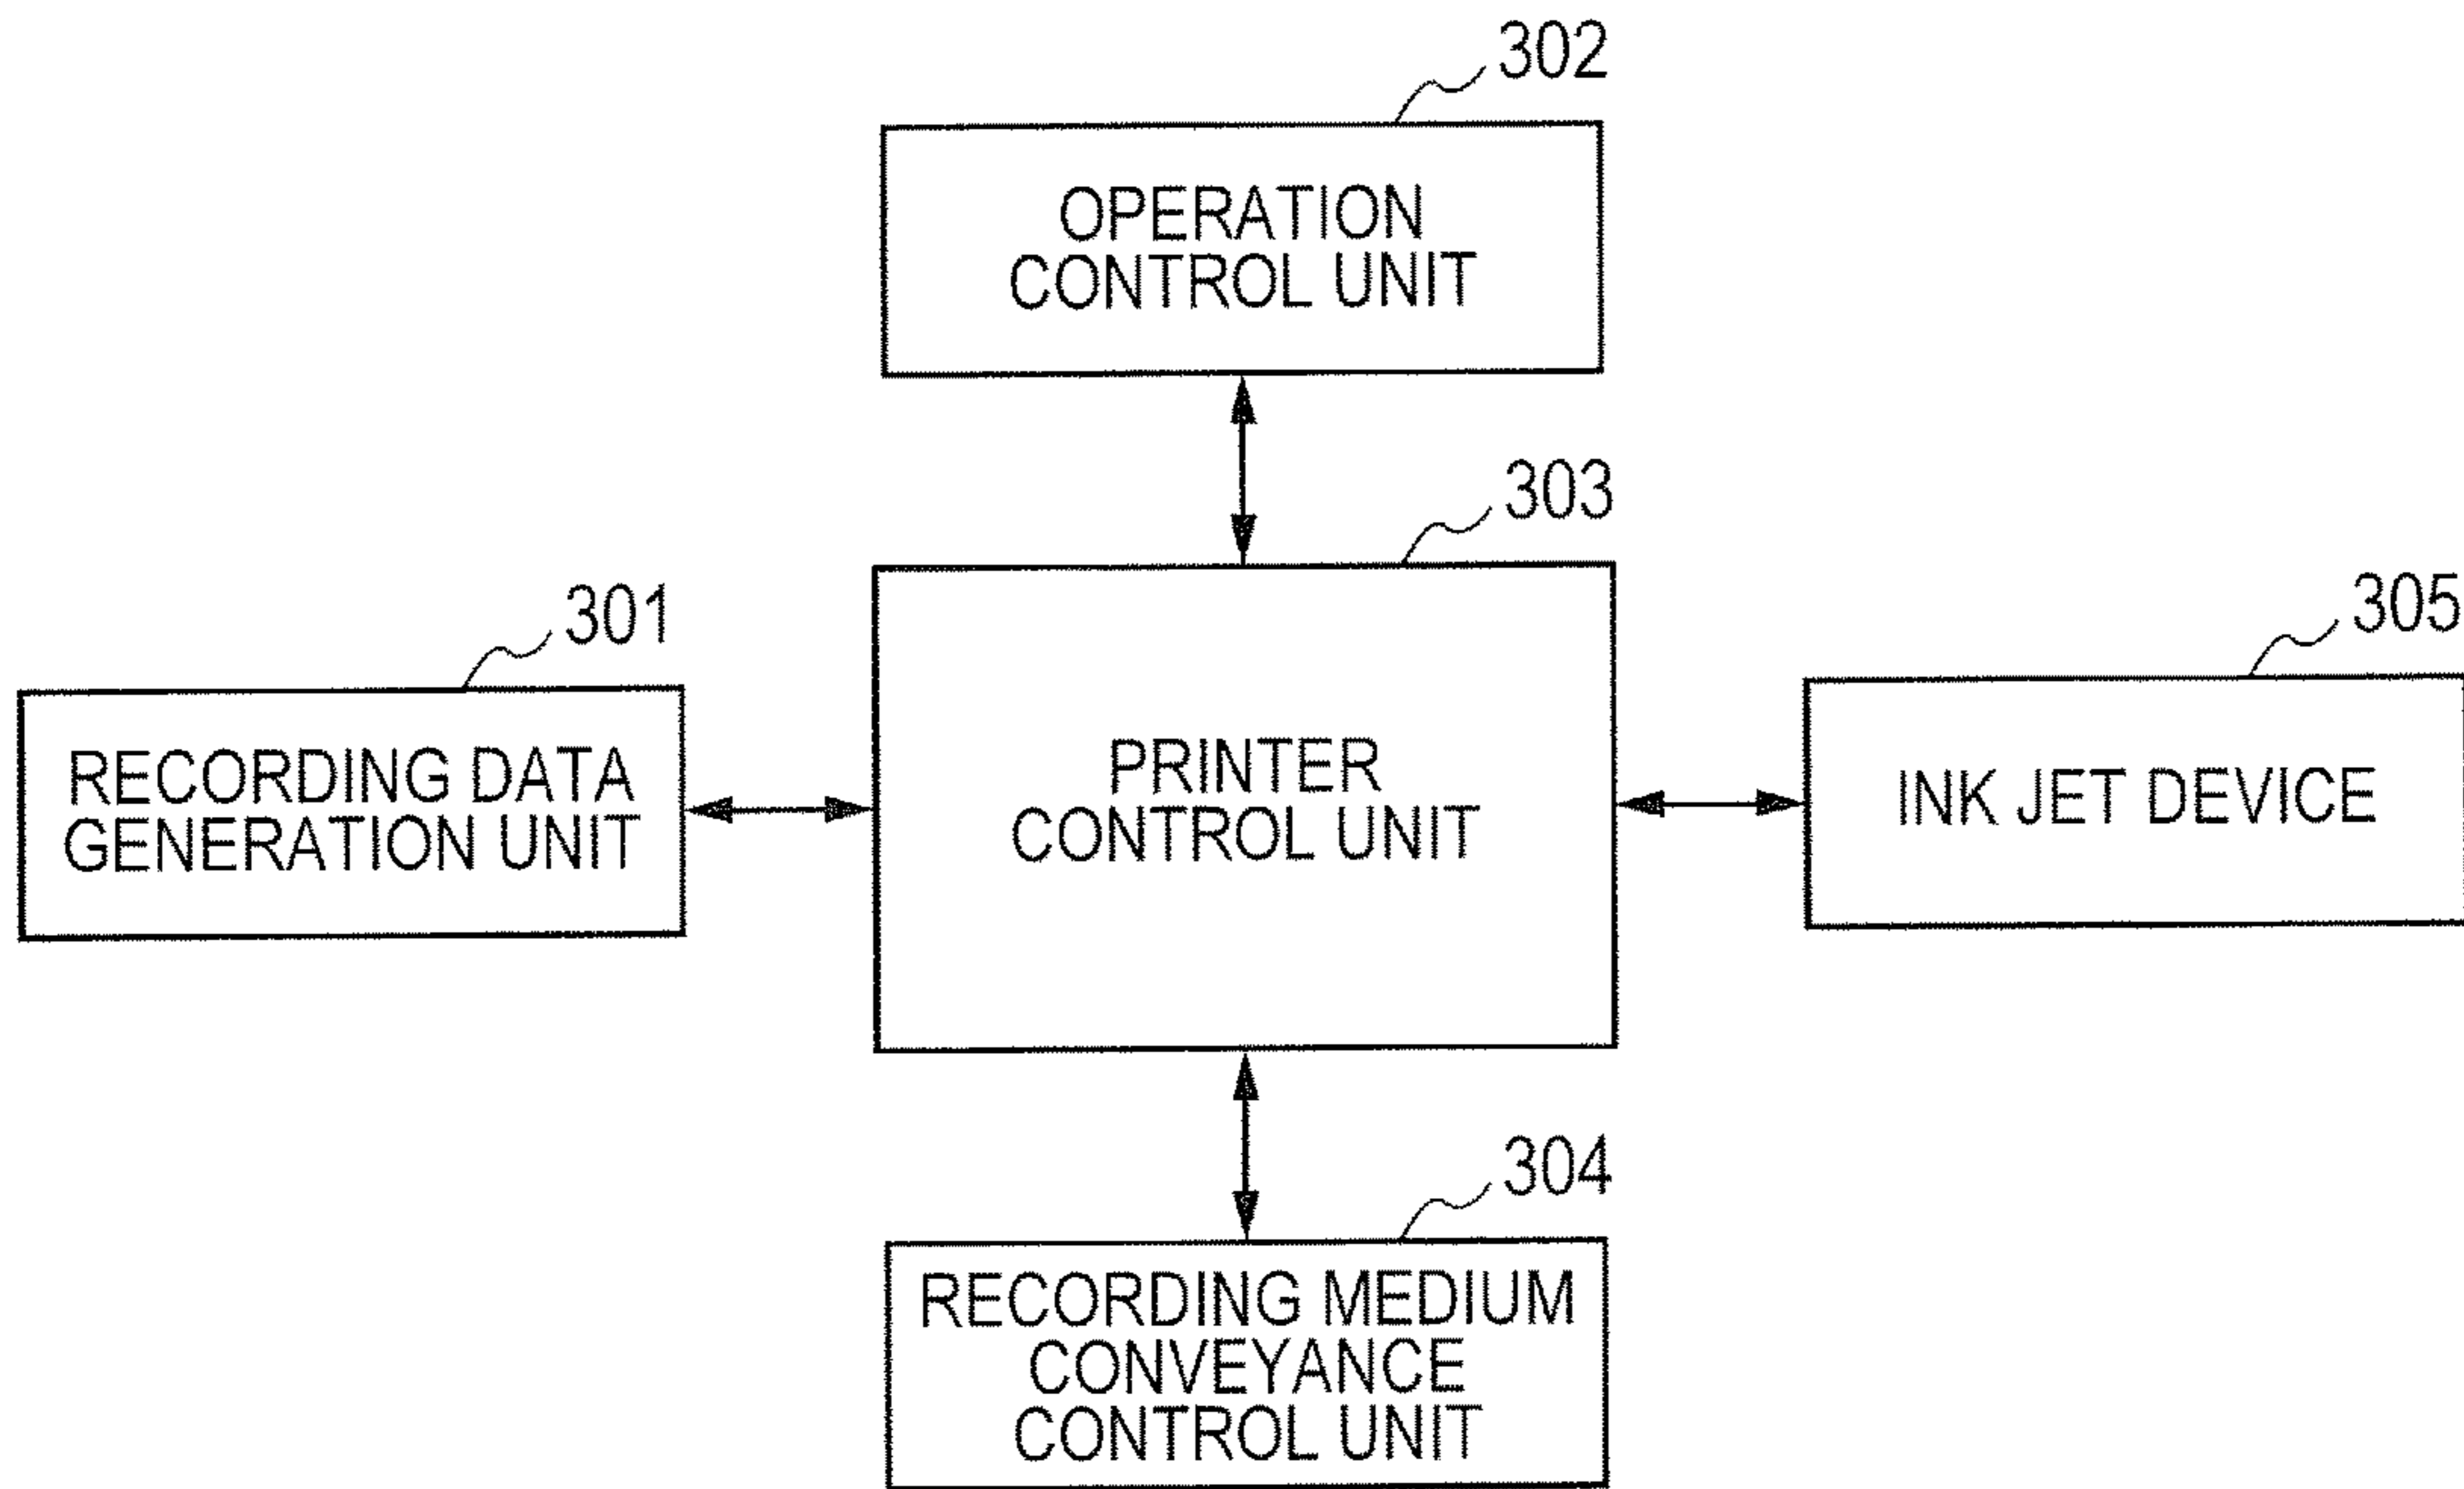 302
OPERATION
CONTROL UNIT
303
301
305
RECORDING DATA
GENERATION UNIT
PRINTER
CONTROL UNIT
INK JET DEVICE
304
RECORDING MEDIUM
CONVEYANCE
CONTROL UNIT